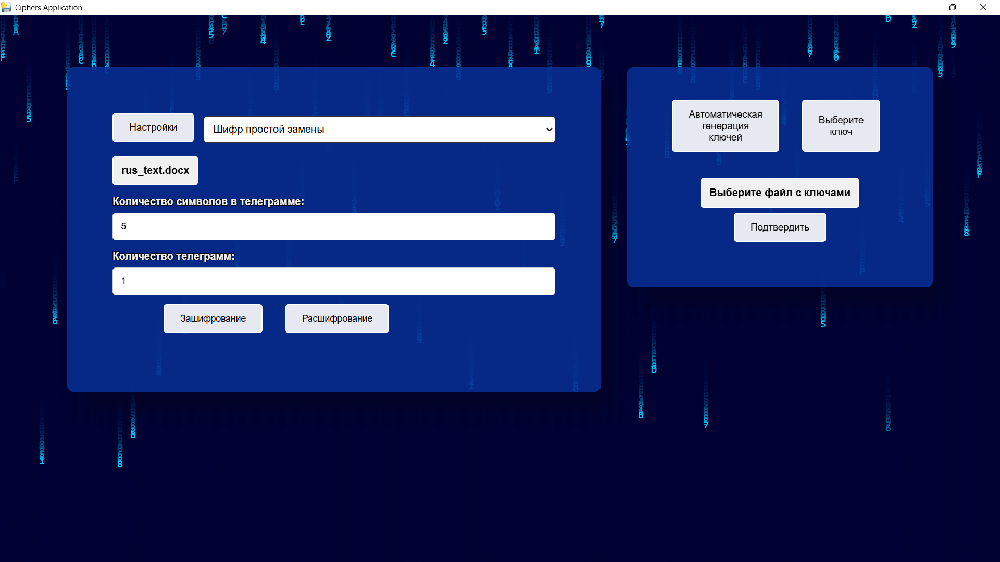 Ciphers Application
Настройки
Шифр простой замены
rus_text.docx
Количество символов в телеграмме:
5
Количество телеграмм:
1
Зашифрование
Расшифрование
Автоматическая
генерация
ключей
Выберите
ключ
Выберите файл с ключами
Подтвердить